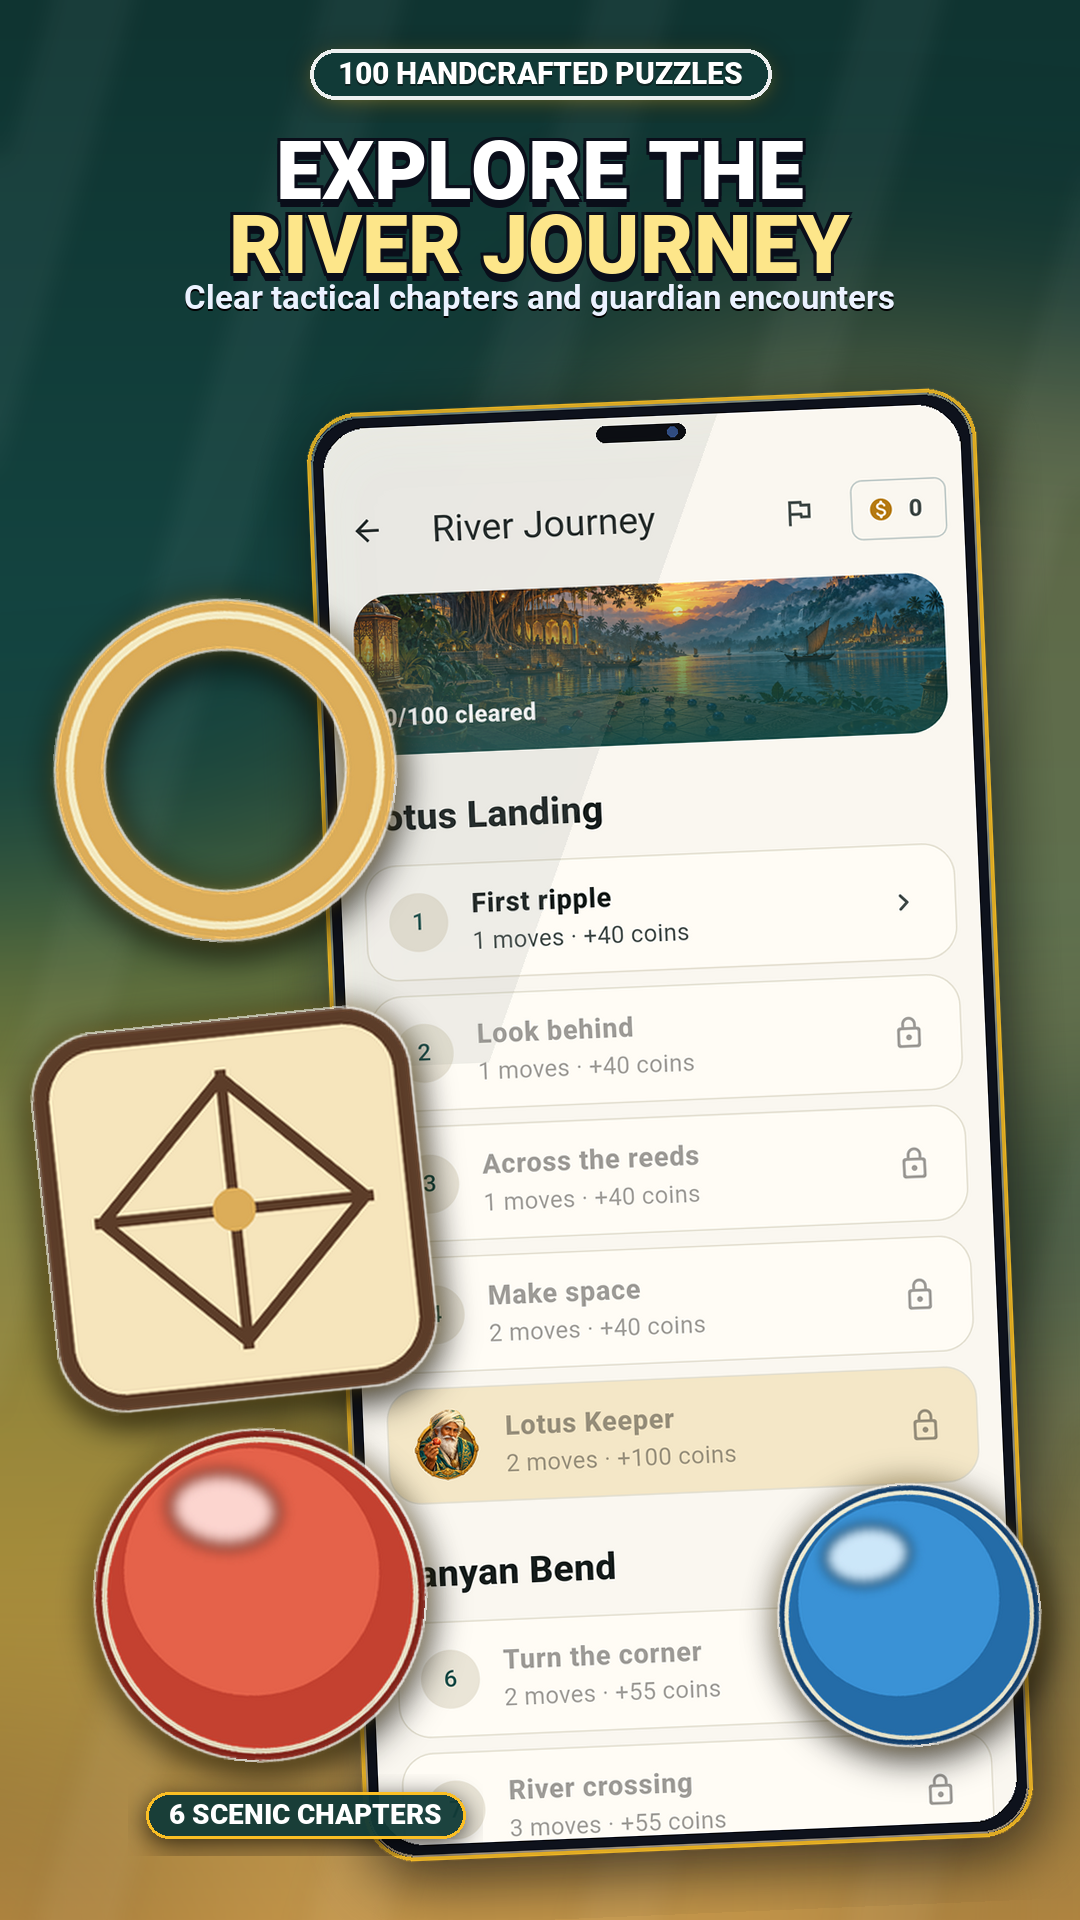 100 HANDCRAFTED PUZZLES
EXPLORE THE
RIVER JOURNEY
Clear tactical chapters and guardian encounters
River Journey
0
0/100 cleared
otus Landing
1
First ripple
1 moves · +40 coins
2
Look behind
1 moves · +40 coins
3
Across the reeds
1 moves · +40 coins
4
Make space
2 moves · +40 coins
Lotus Keeper
2 moves · +100 coins
anyan Bend
6
Turn the corner
2 moves · +55 coins
River crossing
3 moves · +55 coins
6 SCENIC CHAPTERS